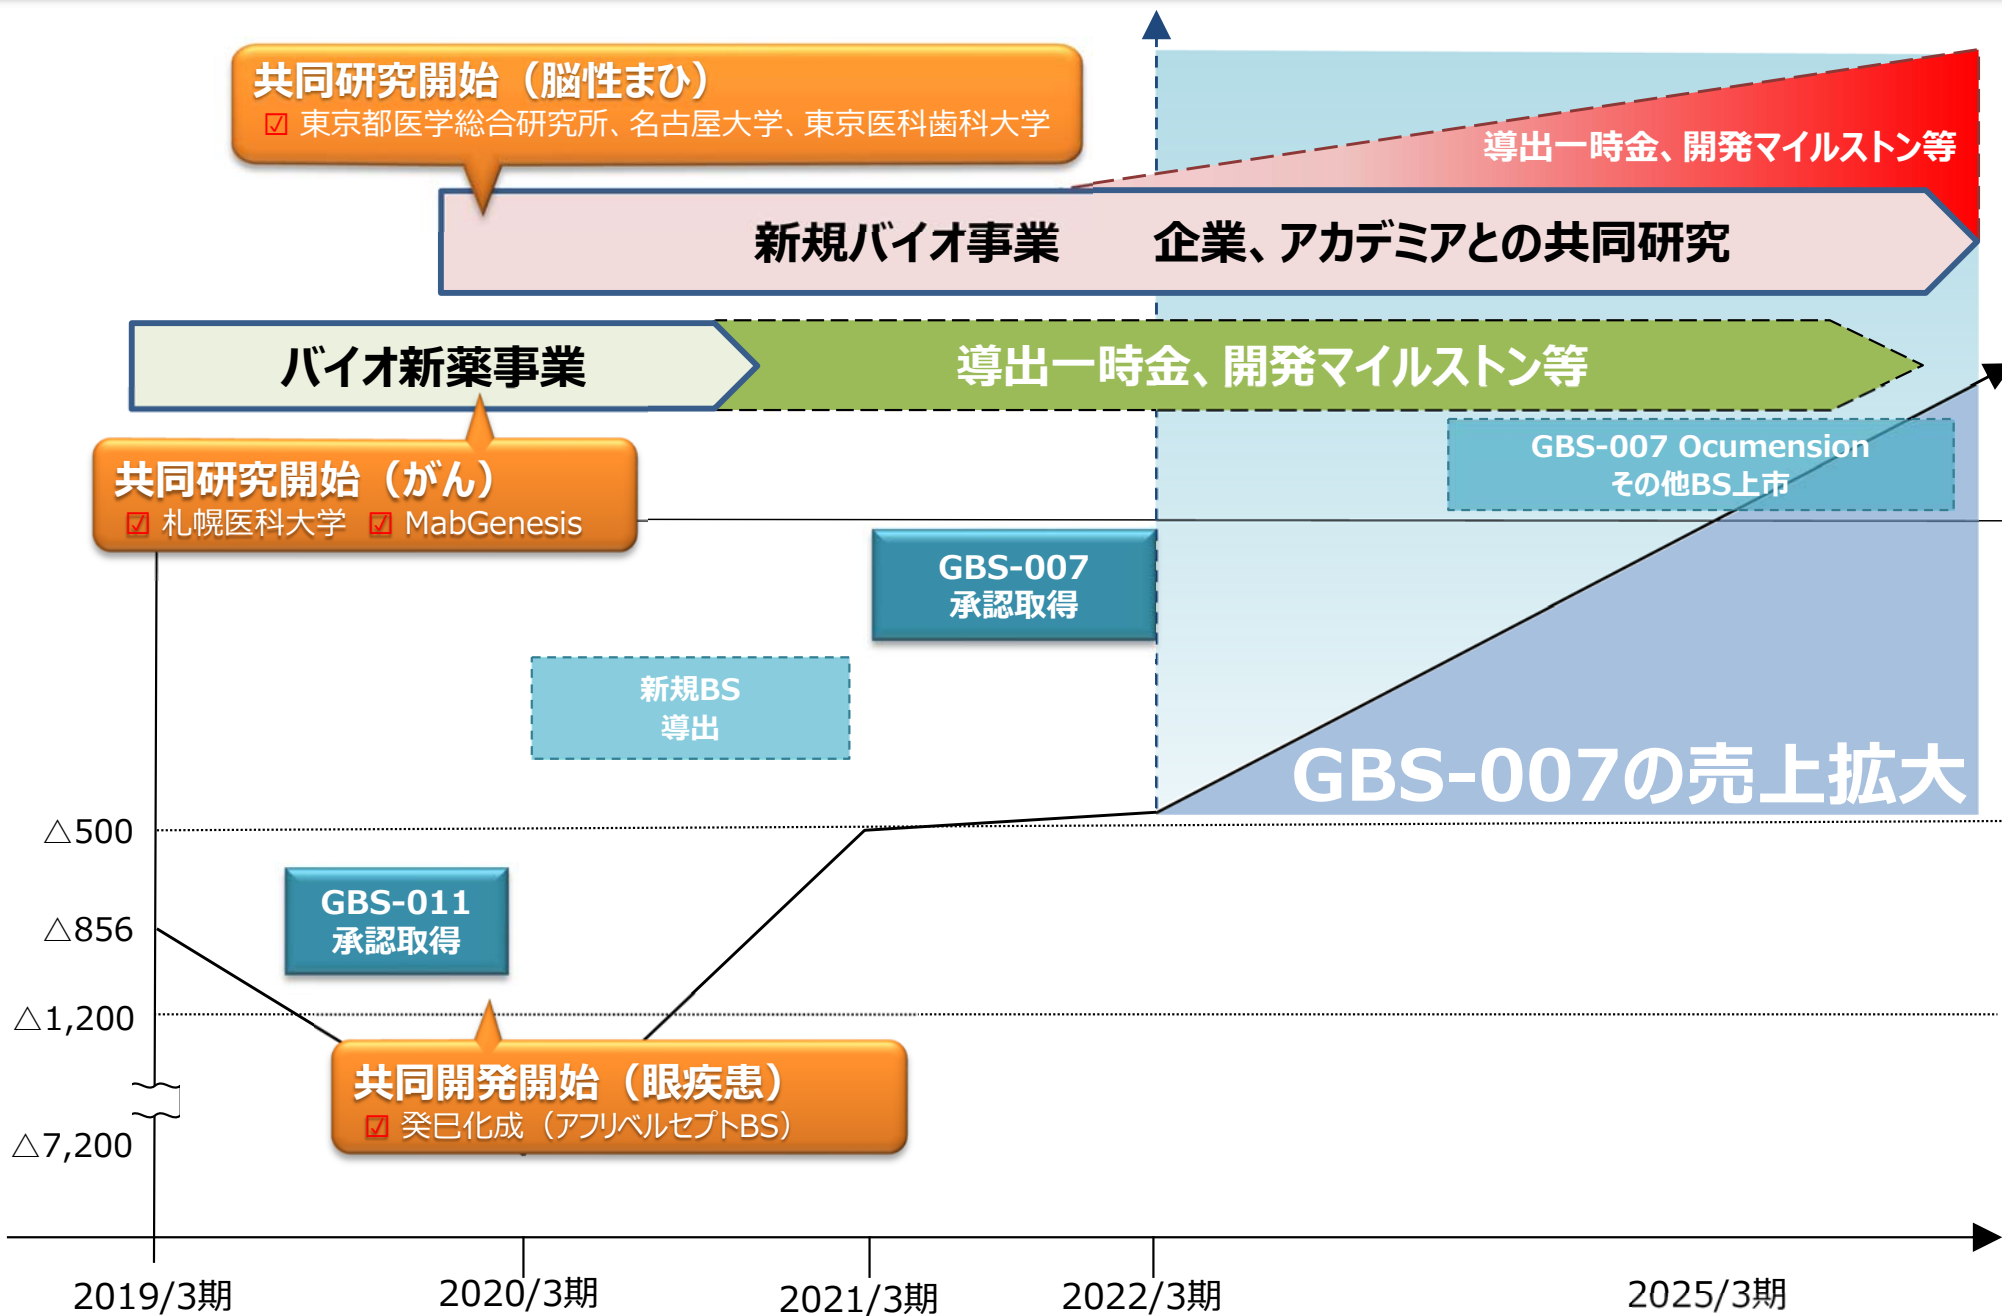 共同研究開始（脳性まひ）
☑ 東京都医学総合研究所、名古屋大学、東京医科歯科大学
導出一時金、開発マイルストン等
新規バイオ事業　企業、アカデミアとの共同研究
バイオ新薬事業
導出一時金、開発マイルストン等
共同研究開始（がん）
☑ 札幌医科大学 ☑ MabGenesis
GBS-007 Ocumension
その他BS上市
GBS-007
承認取得
新規BS
導出
GBS-007の売上拡大
△500
GBS-011
承認取得
△856
△1,200
共同開発開始（眼疾患）
☑ 癸巳化成（アフリベルセプトBS）
△7,200
2019/3期
2020/3期
2021/3期
2022/3期
2025/3期